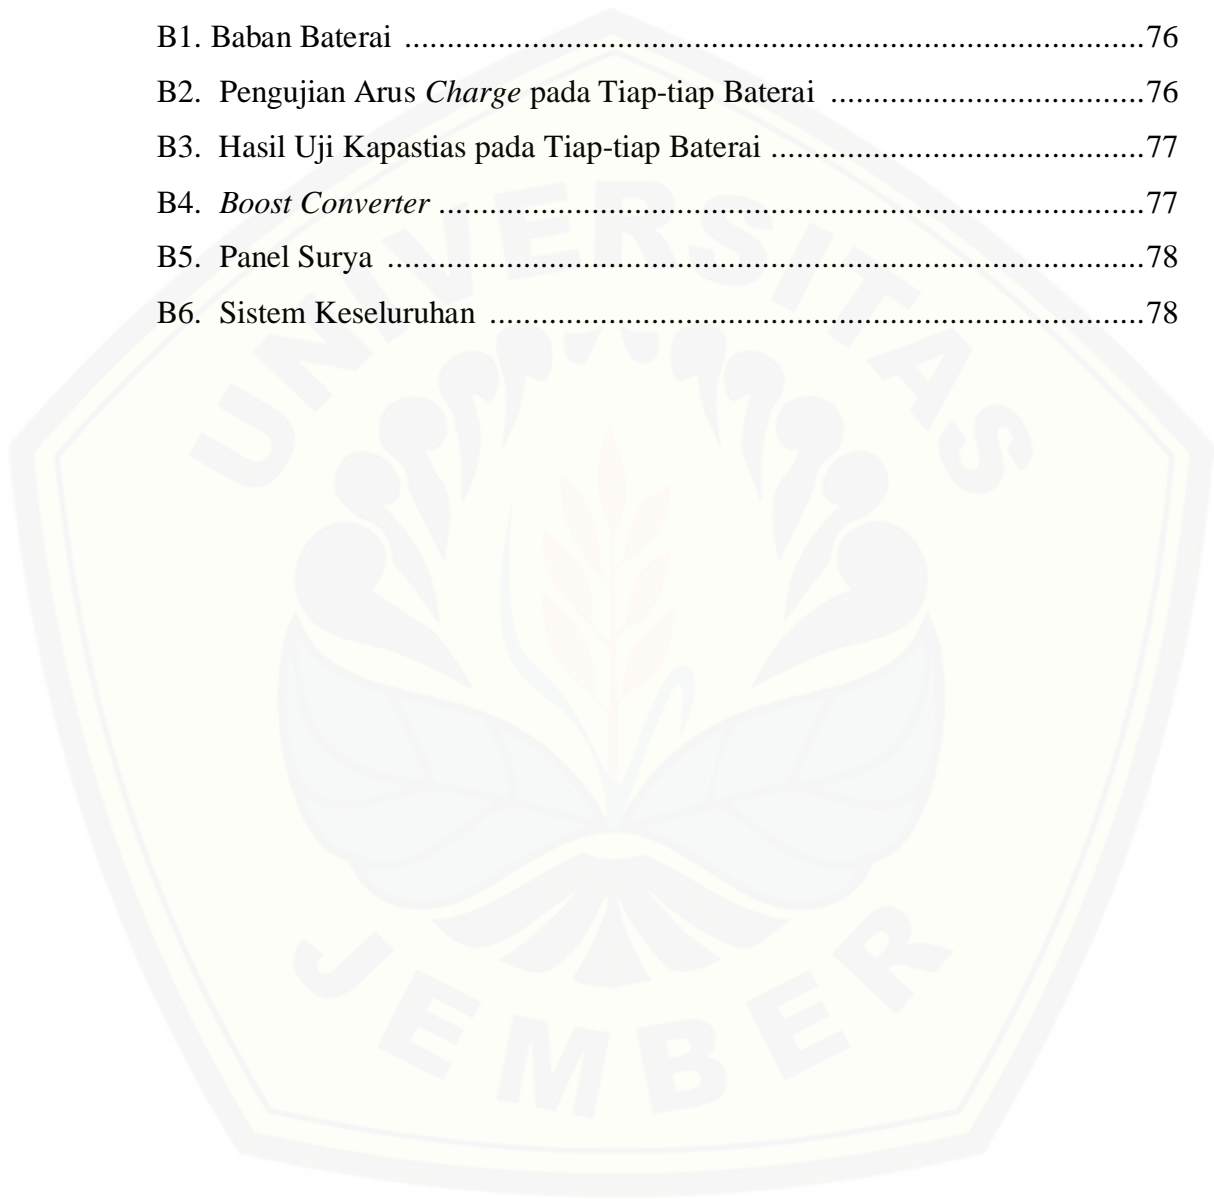 B1. Baban Baterai ....................................................................................76
B2. Pengujian Arus Charge pada Tiap-tiap Baterai ...................................76
B3. Hasil Uji Kapastias pada Tiap-tiap Baterai ..........................................77
B4. Boost Converter ................................................................................77
B5. Panel Surya ......................................................................................78
B6. Sistem Keseluruhan ..........................................................................78
UNIVERSITAS
JEMBER